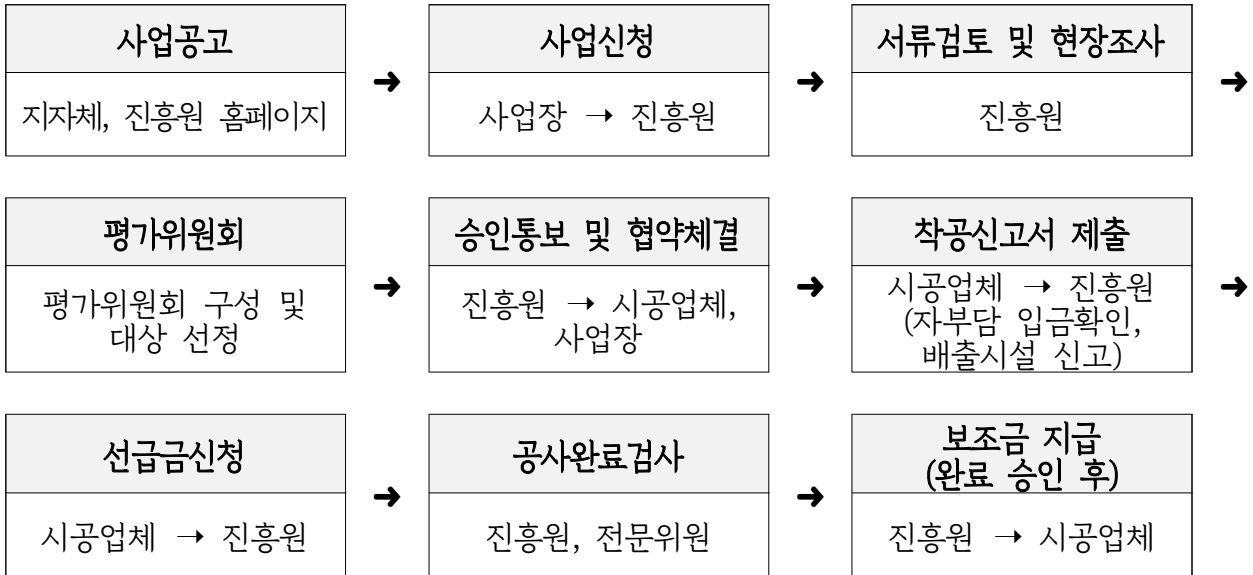 사업공고
지자체, 진흥원 홈페이지
➜
사업신청
사업장 → 진흥원
➜
서류검토 및 현장조사
진흥원
➜
평가위원회
평가위원회 구성 및
대상 선정
➜
승인통보 및 협약체결
진흥원 → 시공업체,
사업장
➜
착공신고서 제출
시공업체 → 진흥원
(자부담 입금확인,
배출시설 신고)
➜
선급금신청
시공업체 → 진흥원
➜
공사완료검사
진흥원, 전문위원
➜
보조금 지급
(완료 승인 후)
진흥원 → 시공업체